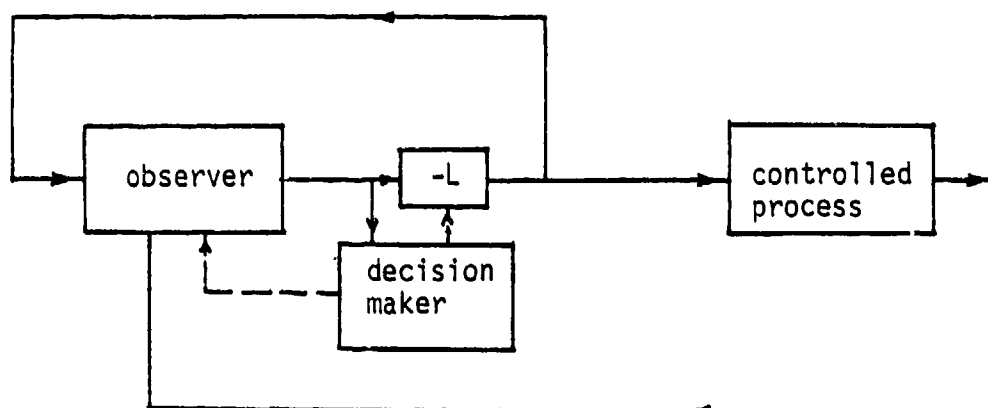 observer
-L
controlled
process
decision
maker